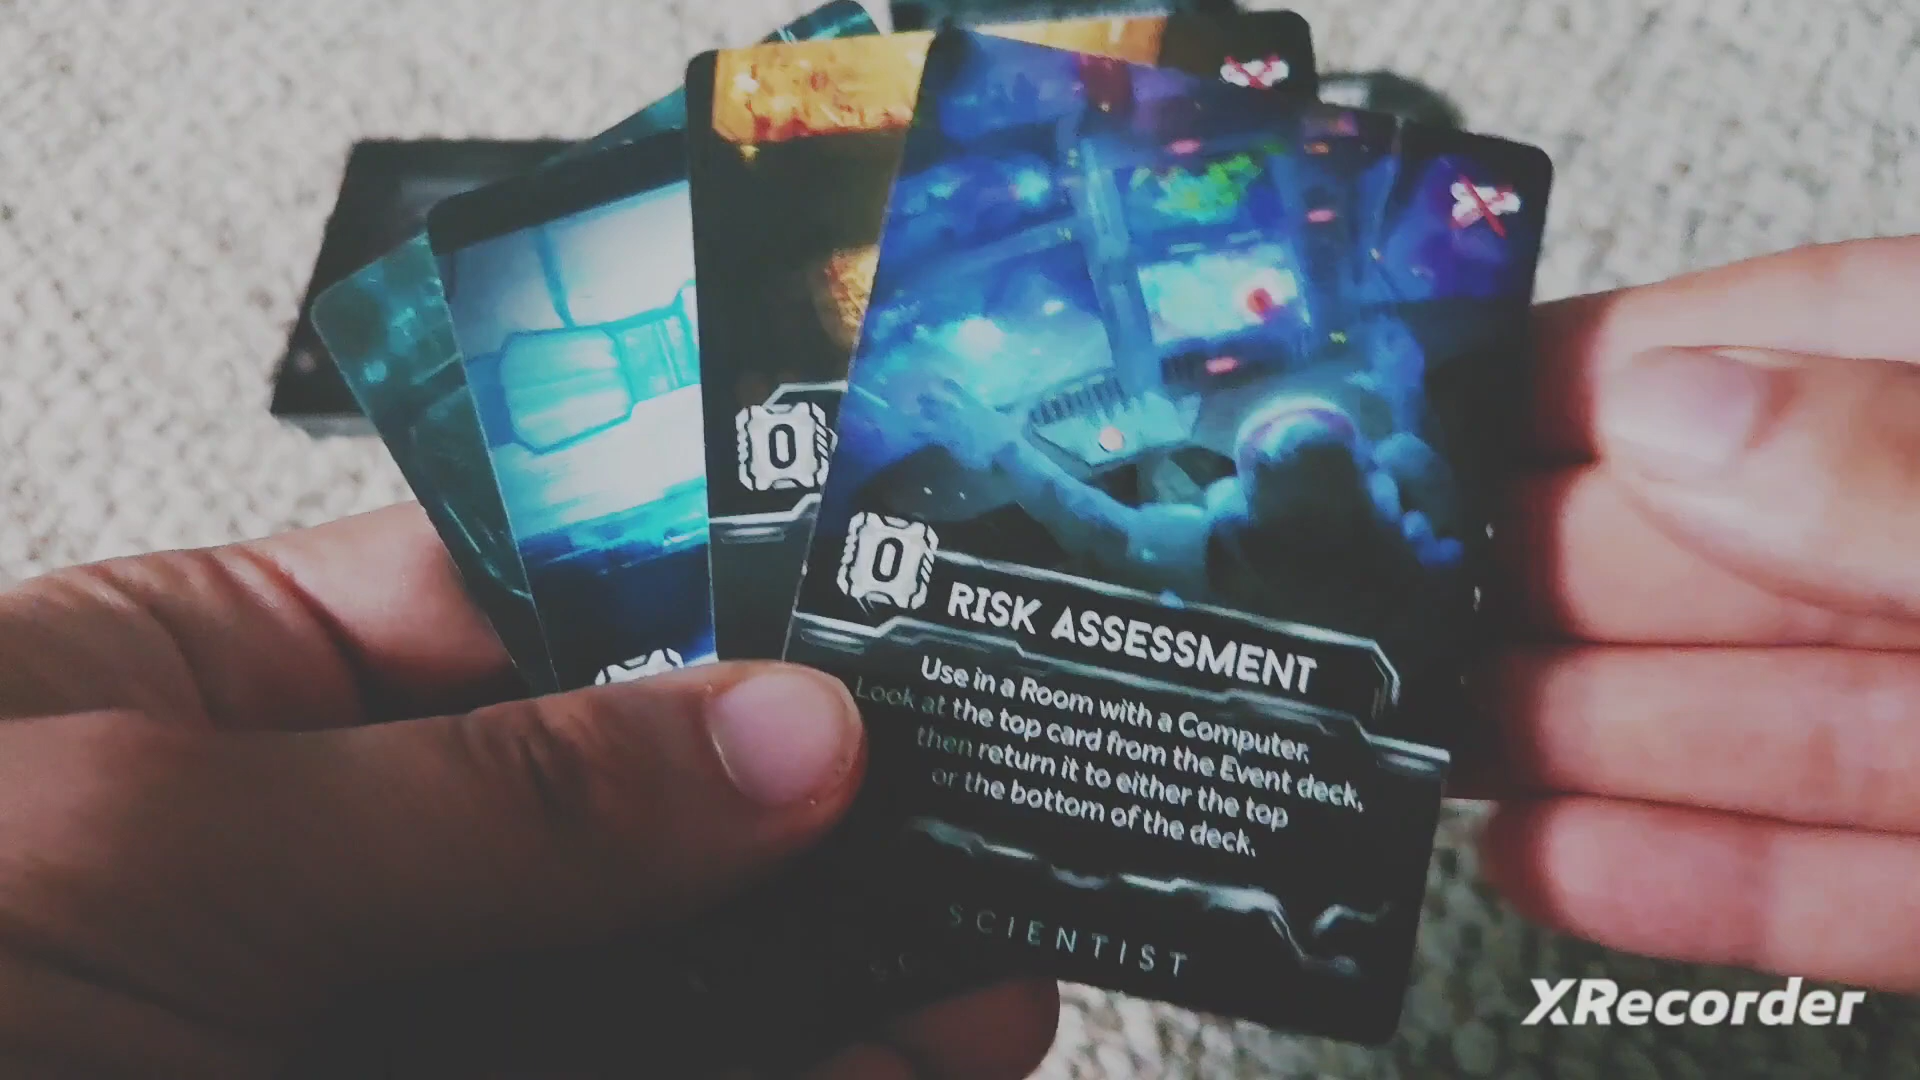 0
0
RISK ASSESSMENT
Use in a Room with a Computer.
Look at the top card from the Event deck,
then return it to either the top
or the bottom of the deck.
SCIENTIST
XRecorder